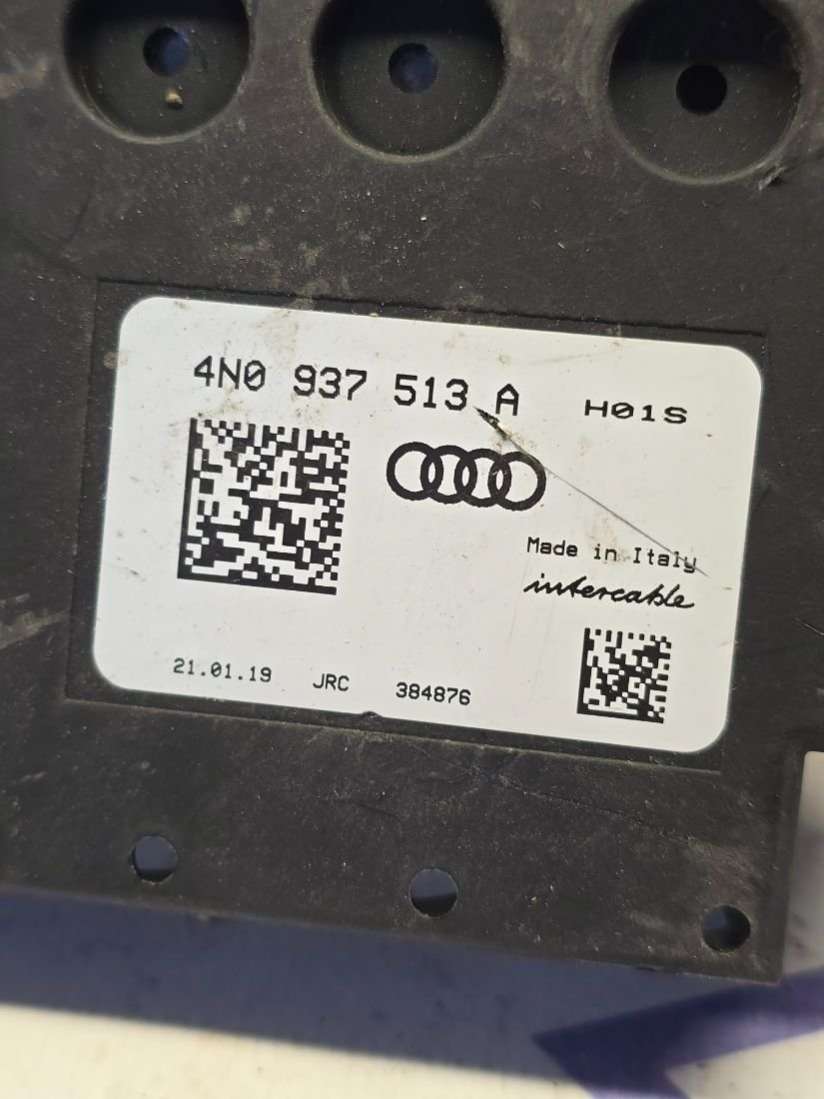 4N0 937 513 A H01S
Made in Italy
intercable
21.01.19 JRC 384876